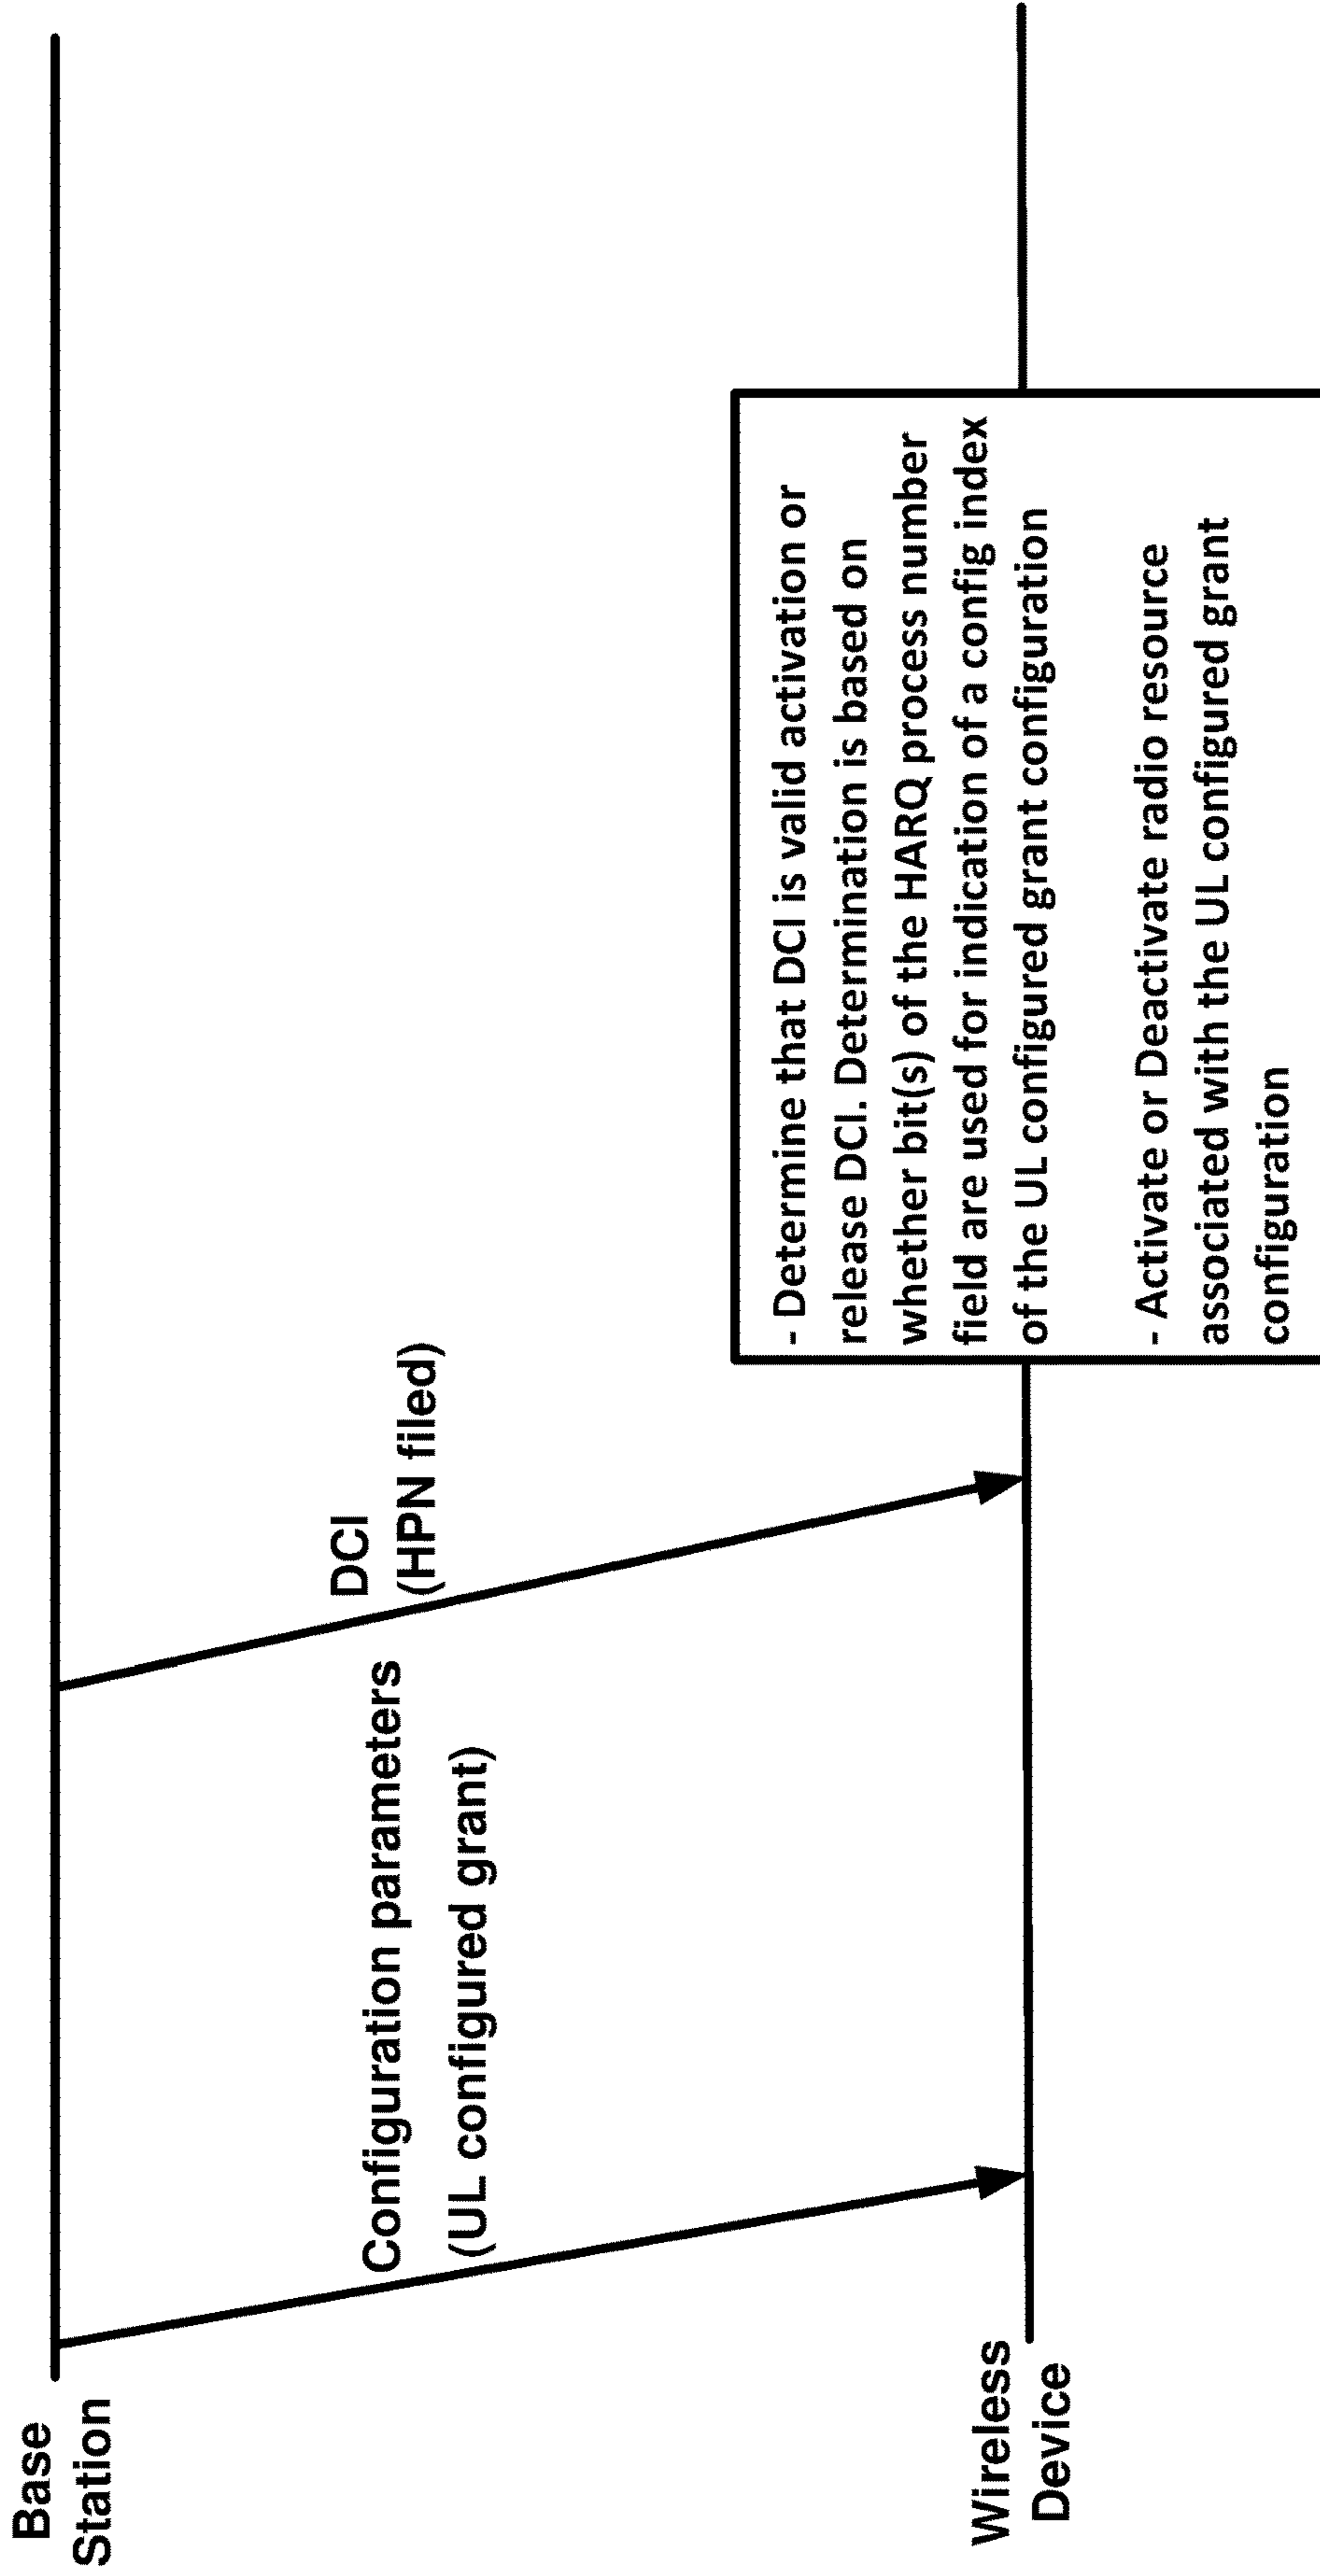 Base
Station
Configuration parameters
(UL configured grant)
DCI
(HPN filed)
Wireless
Device
- Determine that DCI is valid activation or
release DCI. Determination is based on
whether bit(s) of the HARQ process number
field are used for indication of a config index
of the UL configured grant configuration
- Activate or Deactivate radio resource
associated with the UL configured grant
configuration